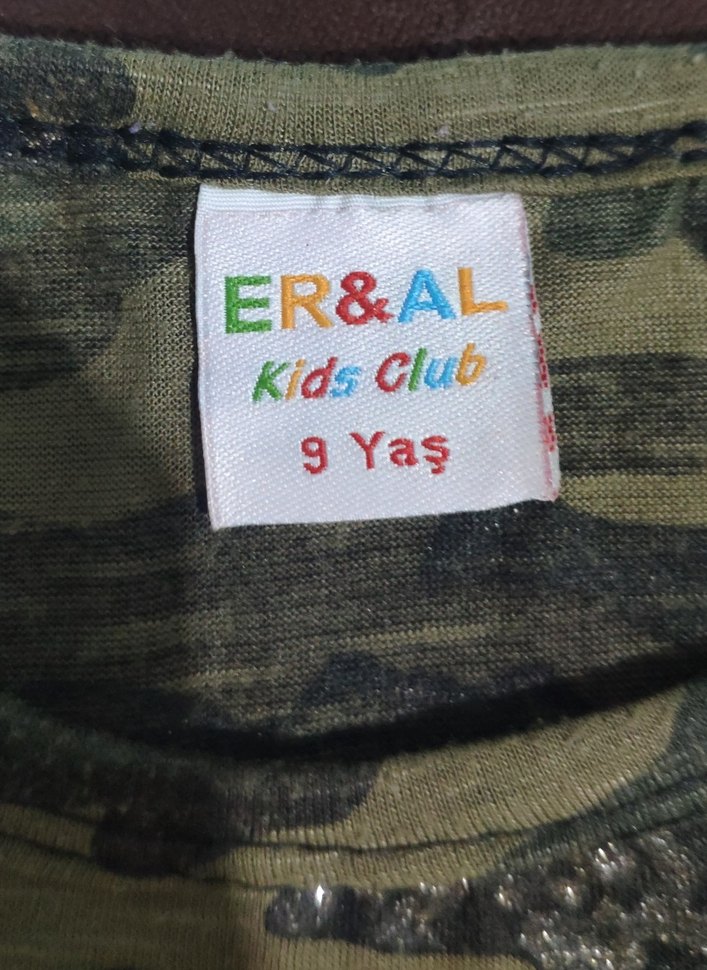 ER&AL
Kids Club
9 Yaş